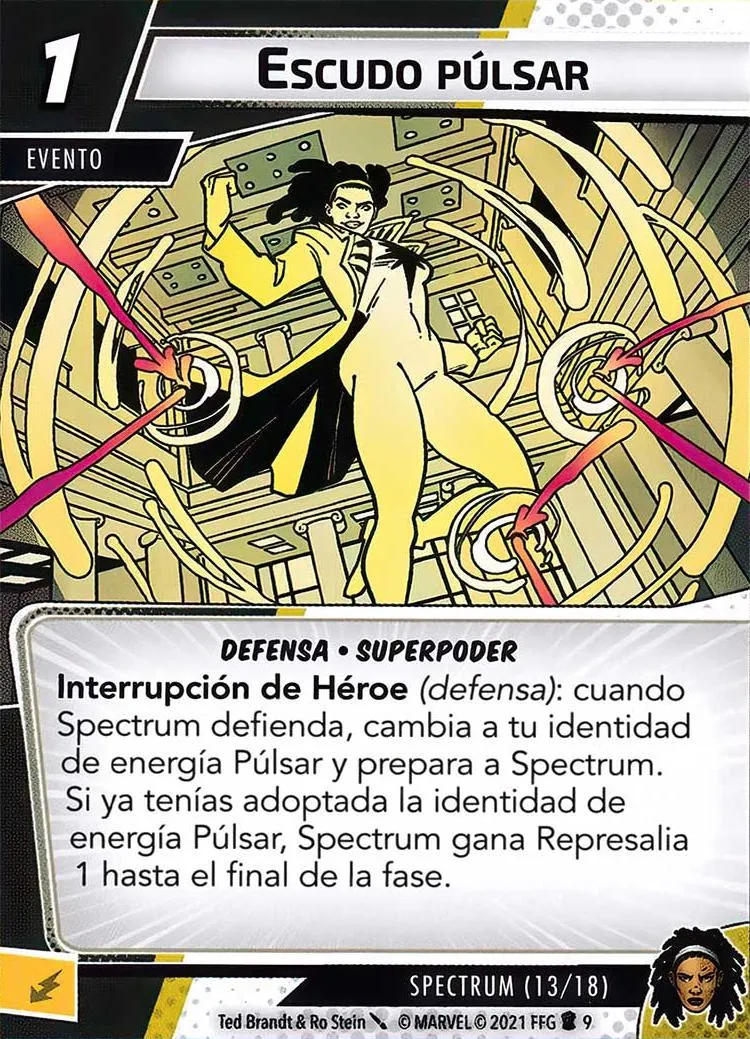 1
ESCUDO PÚLSAR
EVENTO
DEFENSA • SUPERPODER
Interrupción de Héroe (defensa): cuando
Spectrum defienda, cambia a tu identidad
de energía Púlsar y prepara a Spectrum.
Si ya tenías adoptada la identidad de
energía Púlsar, Spectrum gana Represalia
1 hasta el final de la fase.
SPECTRUM (13/18)
Ted Brandt & Ro Stein © MARVEL © 2021 FFG 9